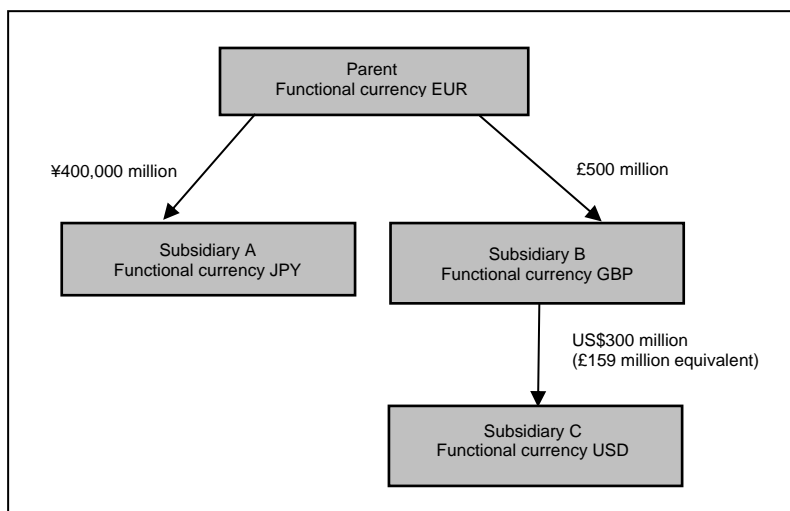 Parent
Functional currency EUR
¥400,000 million
£500 million
Subsidiary A
Functional currency JPY
Subsidiary B
Functional currency GBP
US$300 million
(£159 million equivalent)
Subsidiary C
Functional currency USD